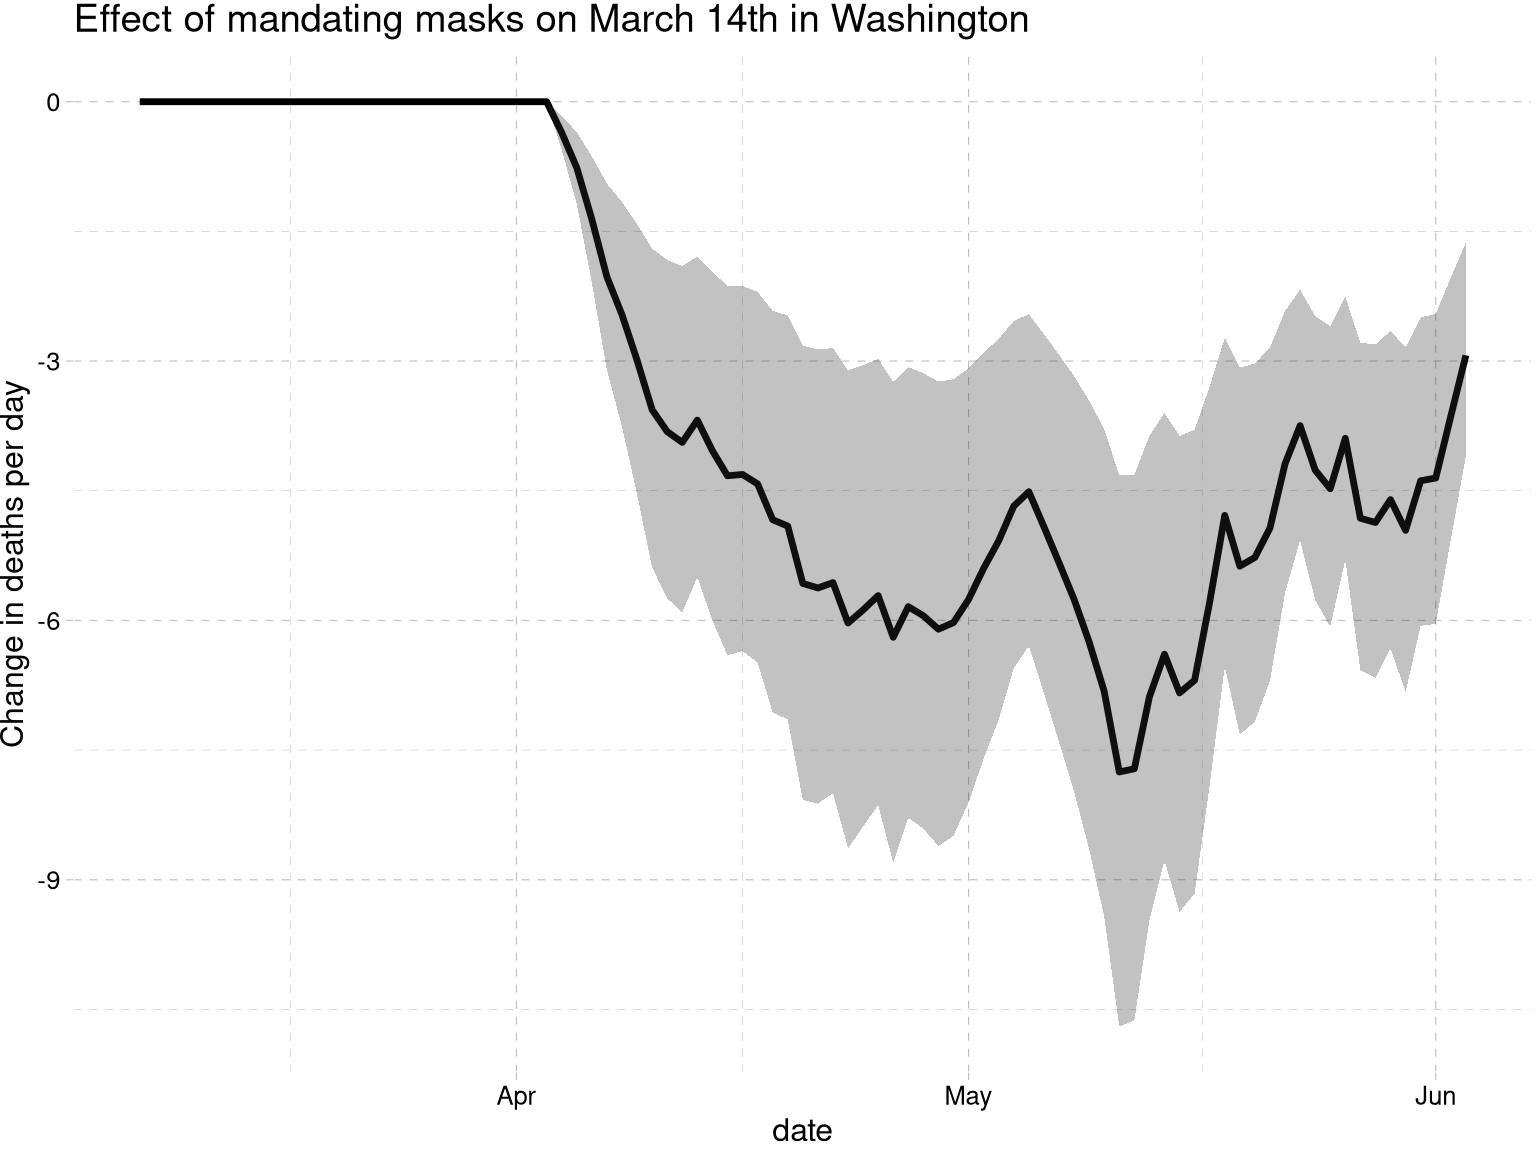 Effect of mandating masks on March 14th in Washington
Change in deaths per day
0
-3
-6
-9
Apr
May
Jun
date